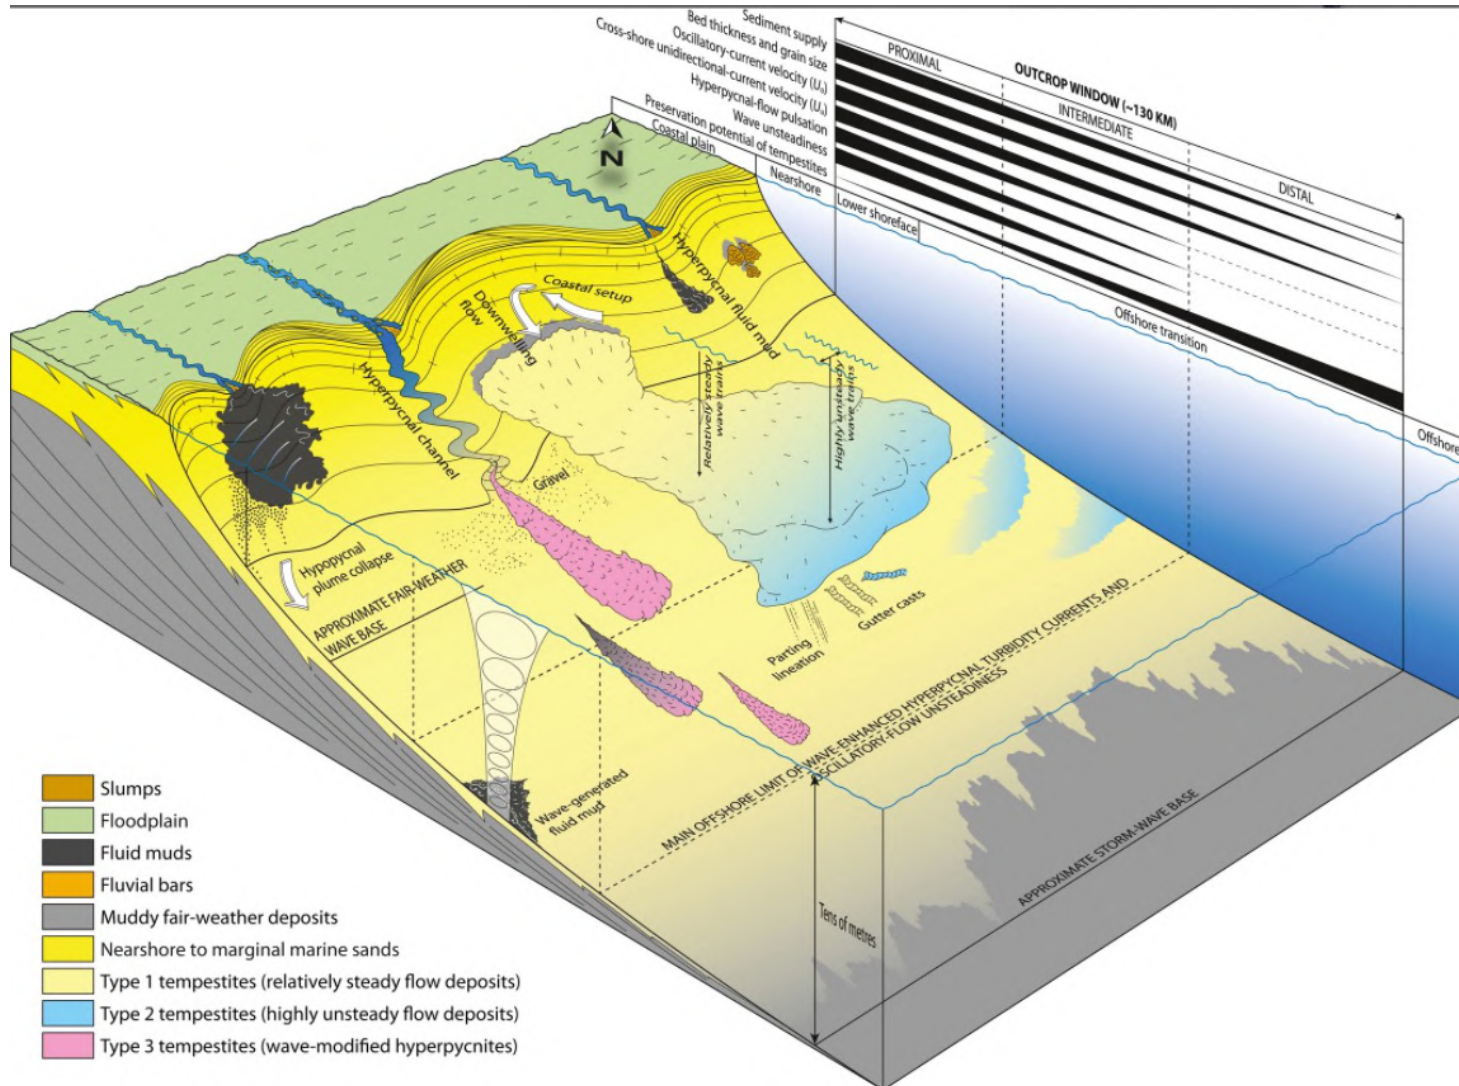 Sediment supply
Bed thickness and grain size
Oscillatory-current velocity (Uₒ)
Cross-shore unidirectional-current velocity (Uᵤ)
Hyperpycnal-flow pulsation
Wave unsteadiness
Preservation potential of tempestites
PROXIMAL
OUTCROP WINDOW (~130 KM)
INTERMEDIATE
DISTAL
Coastal plain
Nearshore
Lower shoreface
Offshore transition
Offshore
N
Hyperpycnal fluid mud
Coastal setup
Downwelling
flow
Hyperpycnal channel
Relatively steady
wave trains
Highly unsteady
wave trains
Gravel
Hypopycnal
plume collapse
APPROXIMATE FAIR-WEATHER
WAVE BASE
Gutter casts
Parting
lineation
MAIN OFFSHORE LIMIT OF WAVE-ENHANCED HYPERPYCNAL TURBIDITY CURRENTS AND
OSCILLATORY-FLOW UNSTEADINESS
Wave-generated
fluid mud
APPROXIMATE STORM-WAVE BASE
Tens of metres
Slumps
Floodplain
Fluid muds
Fluvial bars
Muddy fair-weather deposits
Nearshore to marginal marine sands
Type 1 tempestites (relatively steady flow deposits)
Type 2 tempestites (highly unsteady flow deposits)
Type 3 tempestites (wave-modified hyperpycnites)